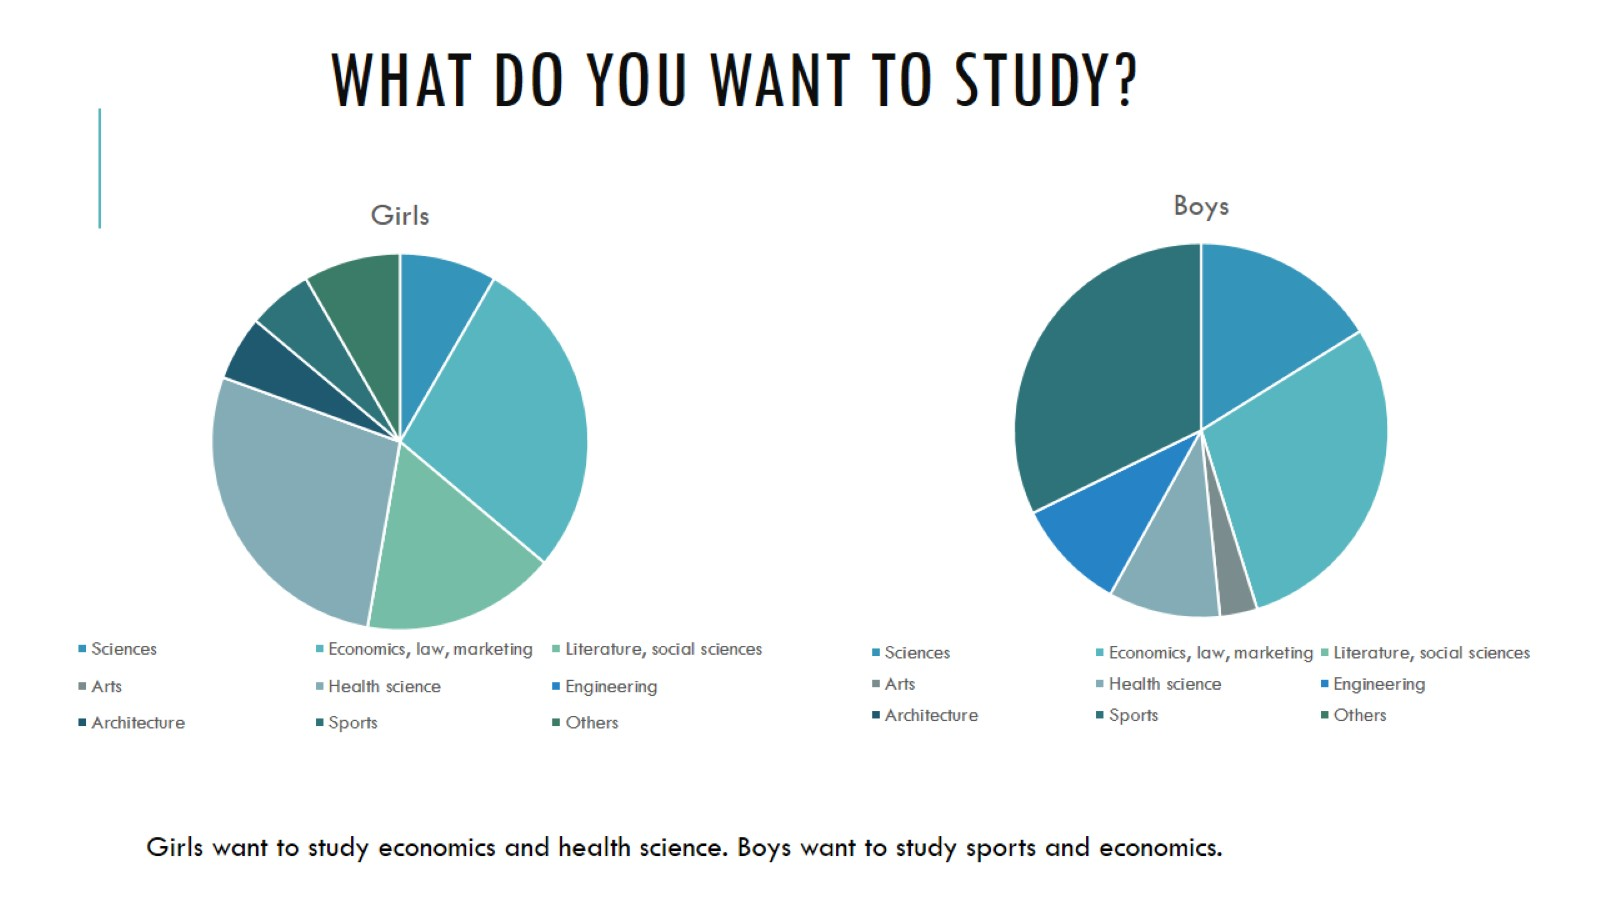 WHAT DO YOU WANT TO STUDY?
Girls
Sciences
Economics, law, marketing
Literature, social sciences
Arts
Health science
Engineering
Architecture
Sports
Others
Boys
Sciences
Economics, law, marketing
Literature, social sciences
Arts
Health science
Engineering
Architecture
Sports
Others
Girls want to study economics and health science. Boys want to study sports and economics.